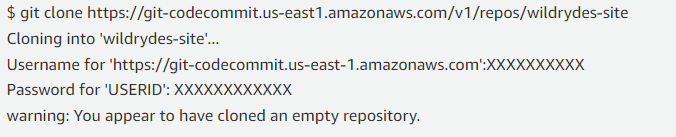 $ git clone https://git-codecommit.us-east1.amazonaws.com/v1/repos/wildrydes-site
Cloning into 'wildrydes-site'...
Username for 'https://git-codecommit.us-east-1.amazonaws.com':XXXXXXXXXX
Password for 'USERID': XXXXXXXXXXXX
warning: You appear to have cloned an empty repository.